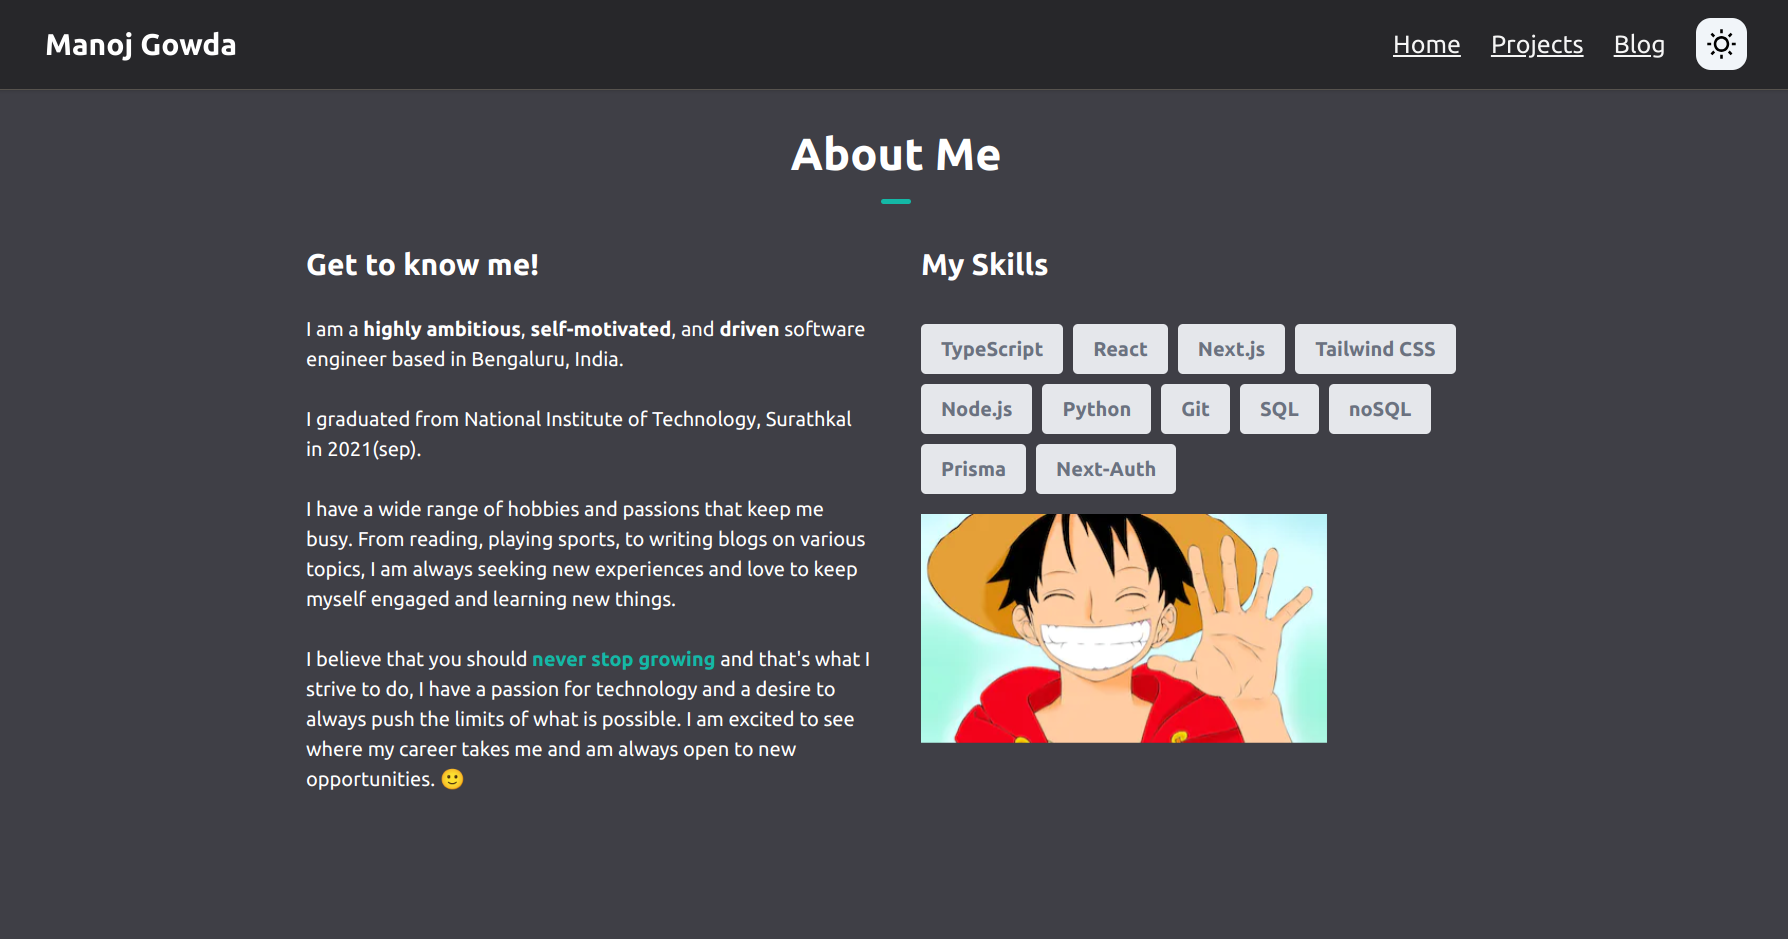 Manoj Gowda
Home Projects Blog
About Me
Get to know me!
I am a highly ambitious, self-motivated, and driven software
engineer based in Bengaluru, India.
I graduated from National Institute of Technology, Surathkal
in 2021(sep).
I have a wide range of hobbies and passions that keep me
busy. From reading, playing sports, to writing blogs on various
topics, I am always seeking new experiences and love to keep
myself engaged and learning new things.
I believe that you should never stop growing and that's what I
strive to do, I have a passion for technology and a desire to
always push the limits of what is possible. I am excited to see
where my career takes me and am always open to new
opportunities. 🙂
My Skills
TypeScript React Next.js Tailwind CSS
Node.js Python Git SQL noSQL
Prisma Next-Auth